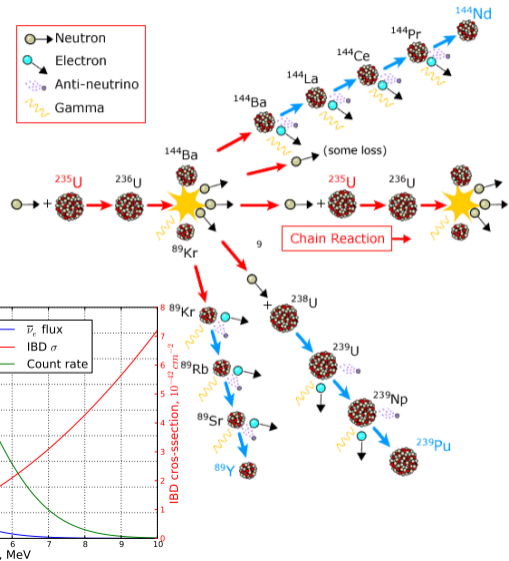 ¹⁴⁴Nd
Neutron
Electron
Anti-neutrino
Gamma
¹⁴⁴Pr
¹⁴⁴Ce
¹⁴⁴La
¹⁴⁴Ba
(some loss)
¹⁴⁴Ba
²³⁵U
²³⁶U
²³⁵U
²³⁶U
+
+
⁸⁹Kr
9
Chain Reaction
+
²³⁸U
⁸⁹Kr
²³⁹U
⁸⁹Rb
²³⁹Np
⁸⁹Sr
²³⁹Pu
⁸⁹Y
ν̅ₑ flux
IBD σ
Count rate
8
7
6
5
4
3
2
1
0
IBD cros-ssection, 10⁻⁴² cm⁻²
6 7 8 9 10
, MeV